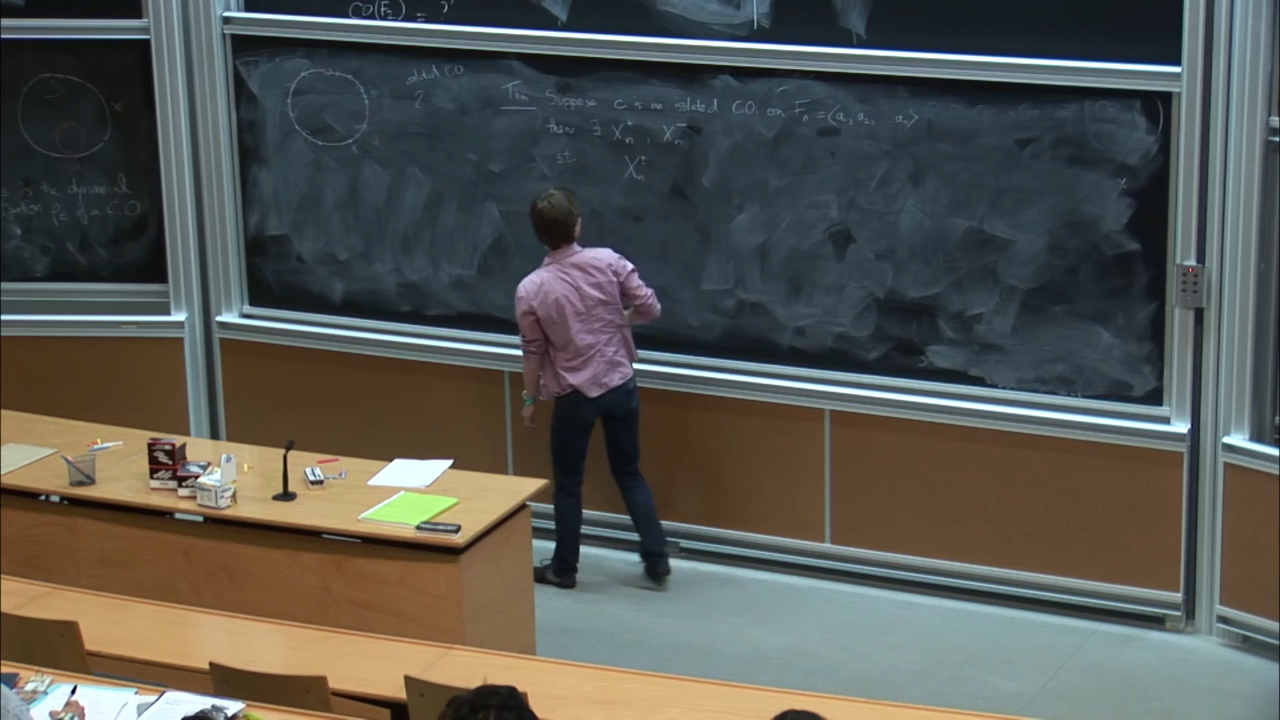 CO(F₂) = ?
x
s is the dynamical
of a CO
isolated CO
?
Thm Suppose c is an isolated CO. on Fₙ = ⟨a₁, a₂, ... aₙ⟩
then ∃ Xₙ⁺, Xₙ⁻
st. Xₙ±